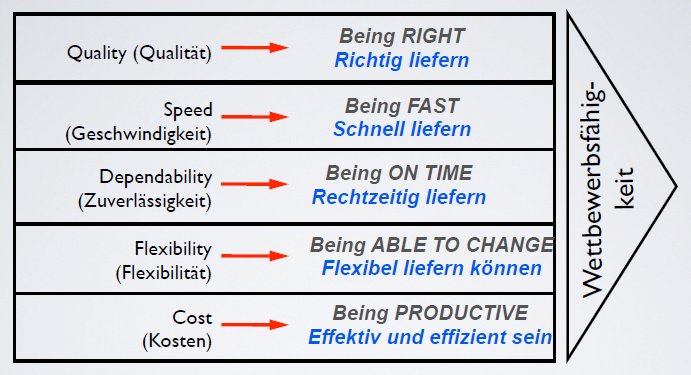 Quality (Qualität)
Being RIGHT
Richtig liefern
Speed
(Geschwindigkeit)
Being FAST
Schnell liefern
Dependability
(Zuverlässigkeit)
Being ON TIME
Rechtzeitig liefern
Flexibility
(Flexibilität)
Being ABLE TO CHANGE
Flexibel liefern können
Cost
(Kosten)
Being PRODUCTIVE
Effektiv und effizient sein
Wettbewerbsfähig-
keit